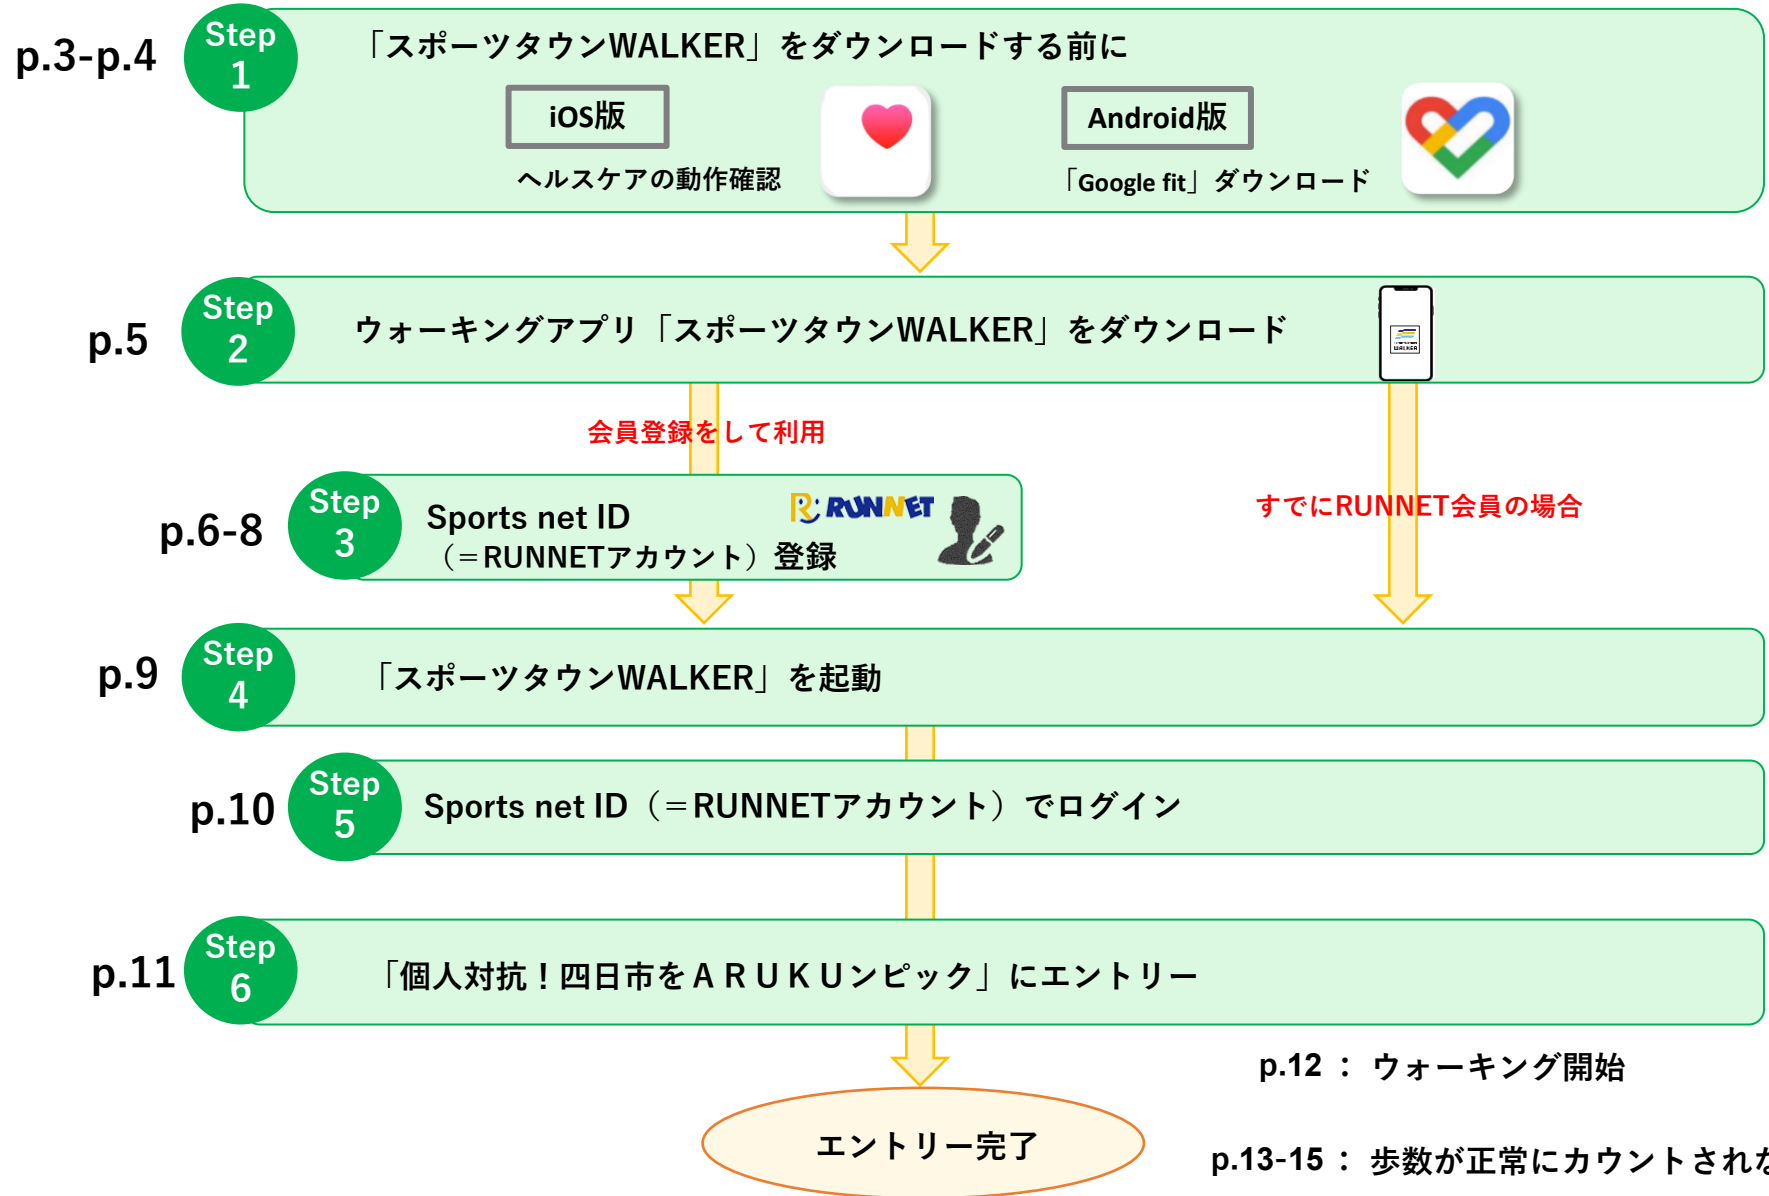 p.3-p.4
Step
1
「スポーツタウンWALKER」をダウンロードする前に
iOS版
ヘルスケアの動作確認
Android版
「Google fit」ダウンロード
p.5
Step
2
ウォーキングアプリ「スポーツタウンWALKER」をダウンロード
WALKER
会員登録をして利用
すでにRUNNET会員の場合
p.6-8
Step
3
Sports net ID
（＝RUNNETアカウント）登録
RUNNET
p.9
Step
4
「スポーツタウンWALKER」を起動
p.10
Step
5
Sports net ID（＝RUNNETアカウント）でログイン
p.11
Step
6
「個人対抗！四日市をＡＲＵＫＵンピック」にエントリー
エントリー完了
p.12 ： ウォーキング開始
p.13-15 ： 歩数が正常にカウントされな